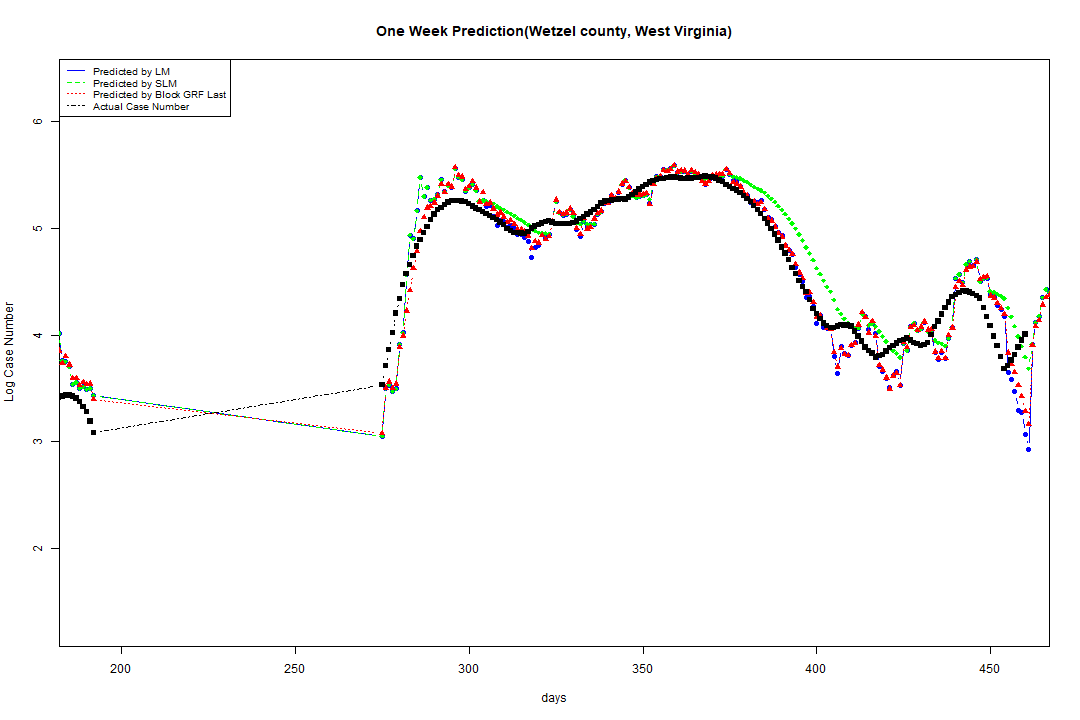 One Week Prediction(Wetzel county, West Virginia)
Predicted by LM
Predicted by SLM
Predicted by Block GRF Last
Actual Case Number
Log Case Number
6
5
4
3
2
200 250 300 350 400 450
days